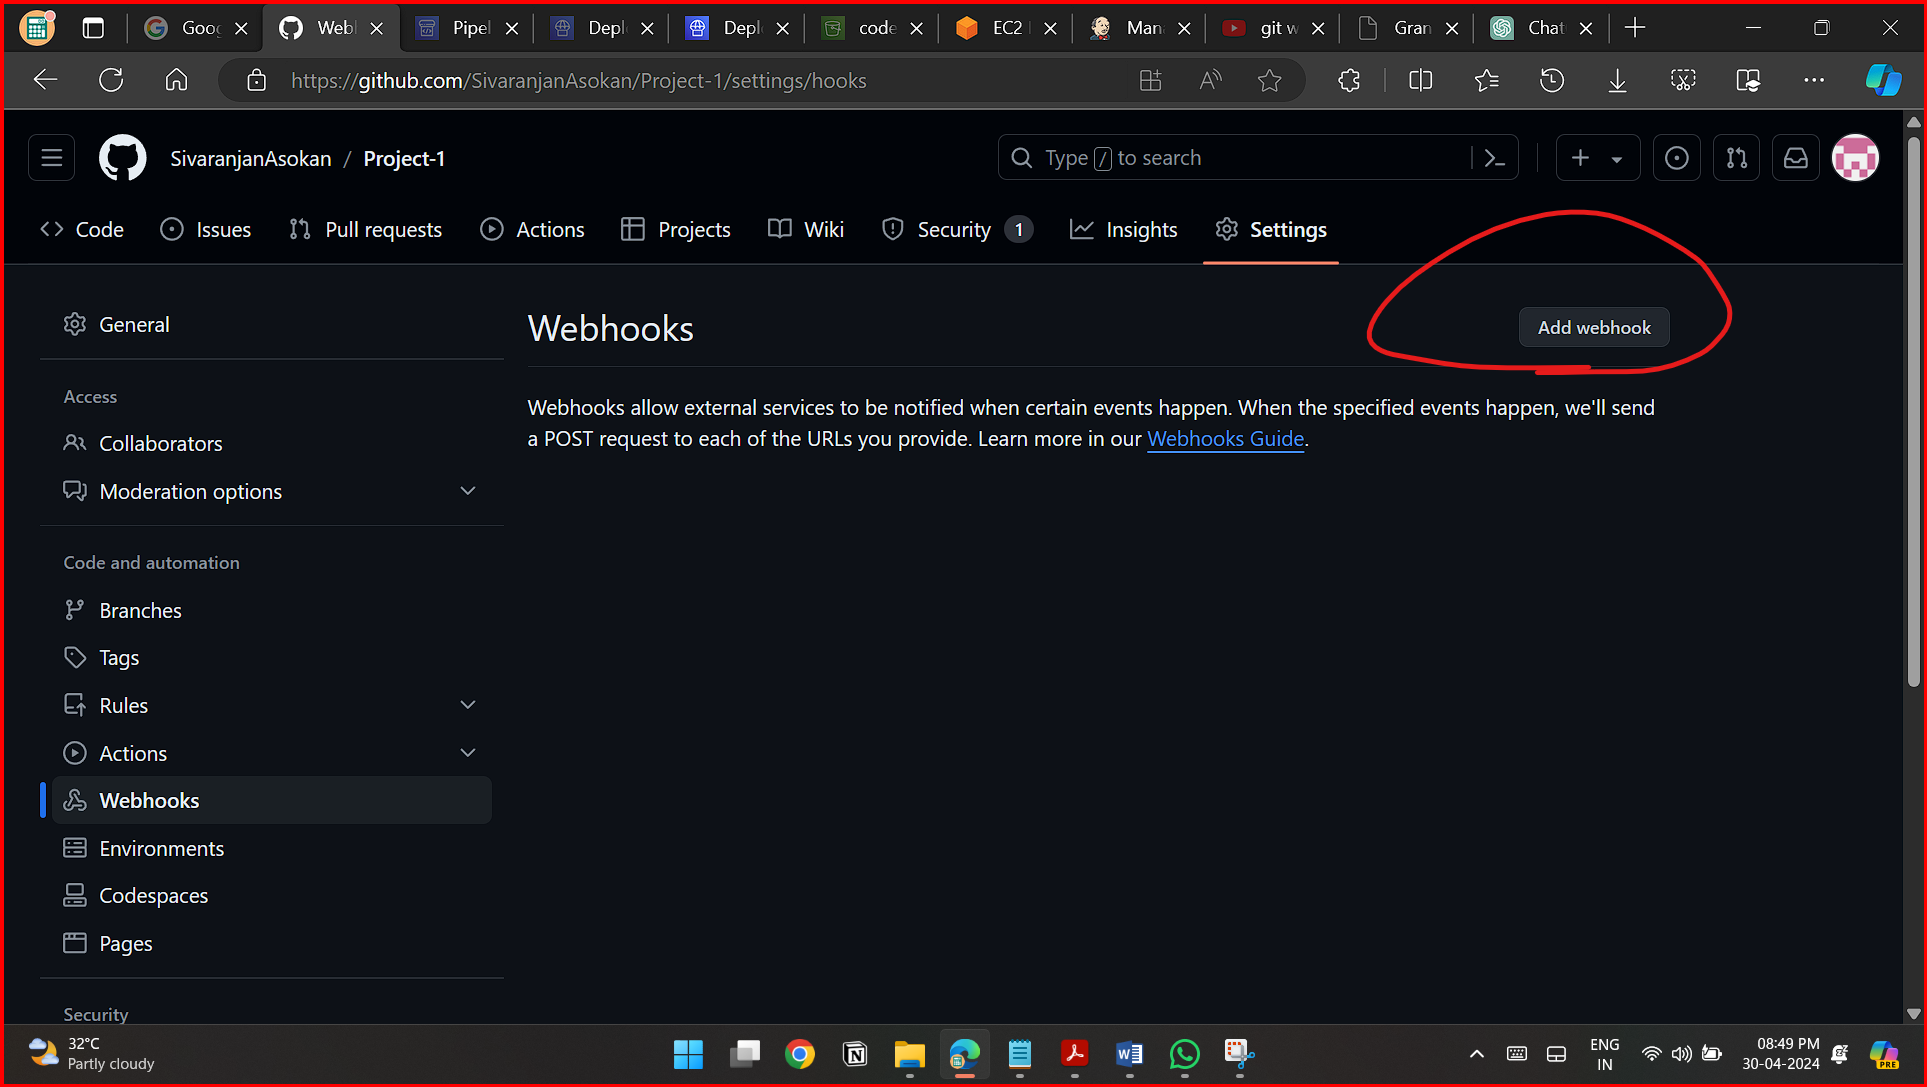 Goog
Webl
Pipel
Deplo
Deplo
code
EC2
Mana
git w
Gran
Chat
https://github.com/SivaranjanAsokan/Project-1/settings/hooks
SivaranjanAsokan / Project-1
Type / to search
Code
Issues
Pull requests
Actions
Projects
Wiki
Security 1
Insights
Settings
General
Access
Collaborators
Moderation options
Code and automation
Branches
Tags
Rules
Actions
Webhooks
Environments
Codespaces
Pages
Security
Webhooks
Add webhook
Webhooks allow external services to be notified when certain events happen. When the specified events happen, we'll send
a POST request to each of the URLs you provide. Learn more in our Webhooks Guide.
32°C
Partly cloudy
ENG
IN
08:49 PM
30-04-2024
PRE